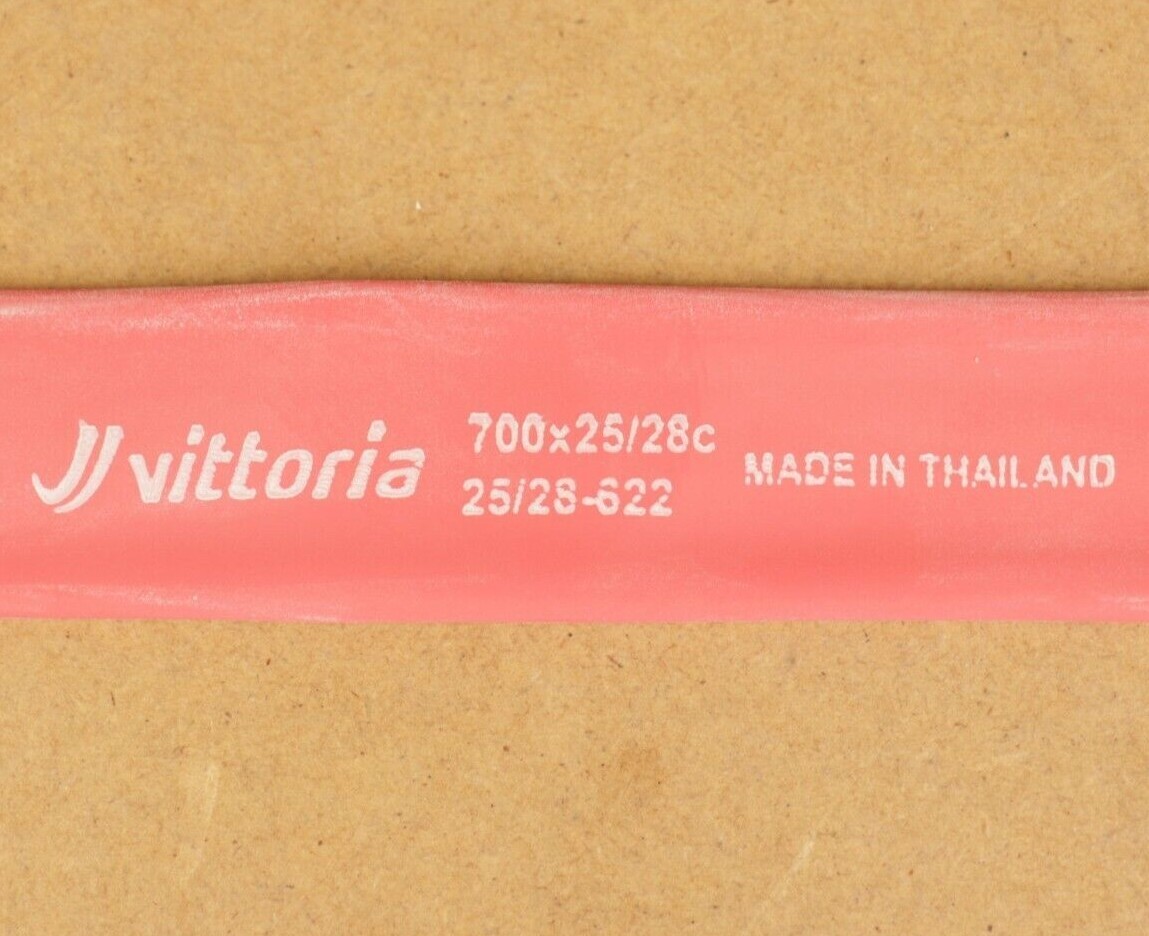 vittoria
700x25/28c
25/28-622
MADE IN THAILAND